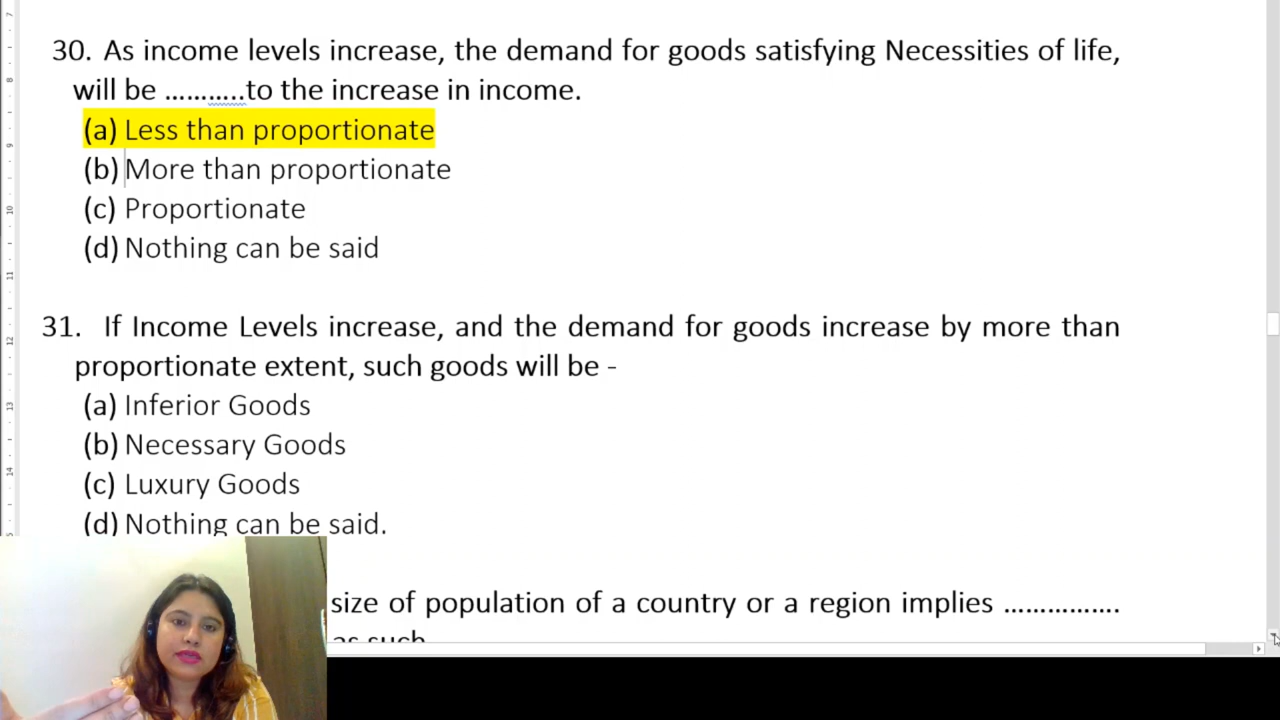 30. As income levels increase, the demand for goods satisfying Necessities of life,
will be ...........to the increase in income.
(a) Less than proportionate
(b) More than proportionate
(c) Proportionate
(d) Nothing can be said
31. If Income Levels increase, and the demand for goods increase by more than
proportionate extent, such goods will be -
(a) Inferior Goods
(b) Necessary Goods
(c) Luxury Goods
(d) Nothing can be said.
size of population of a country or a region implies ................
as such